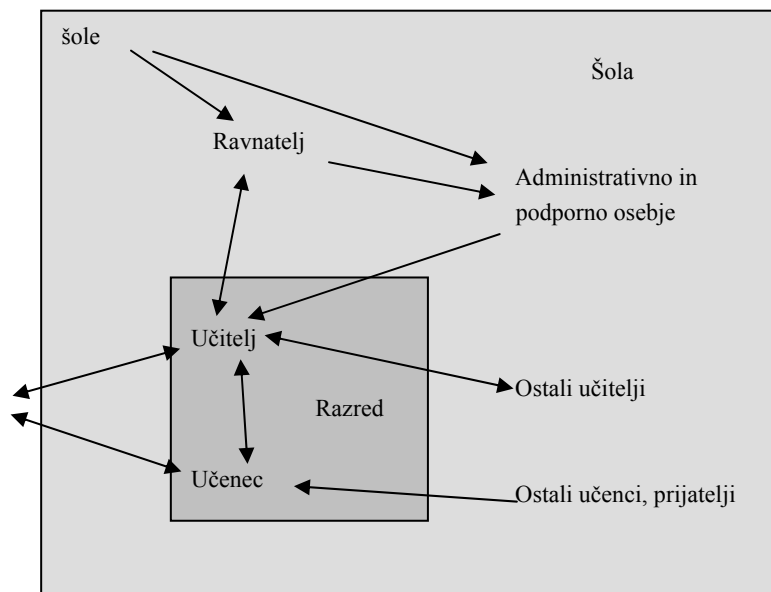 šole
Šola
Ravnatelj
Administrativno in
podporno osebje
Učitelj
Ostali učitelji
Razred
Učenec
Ostali učenci, prijatelji